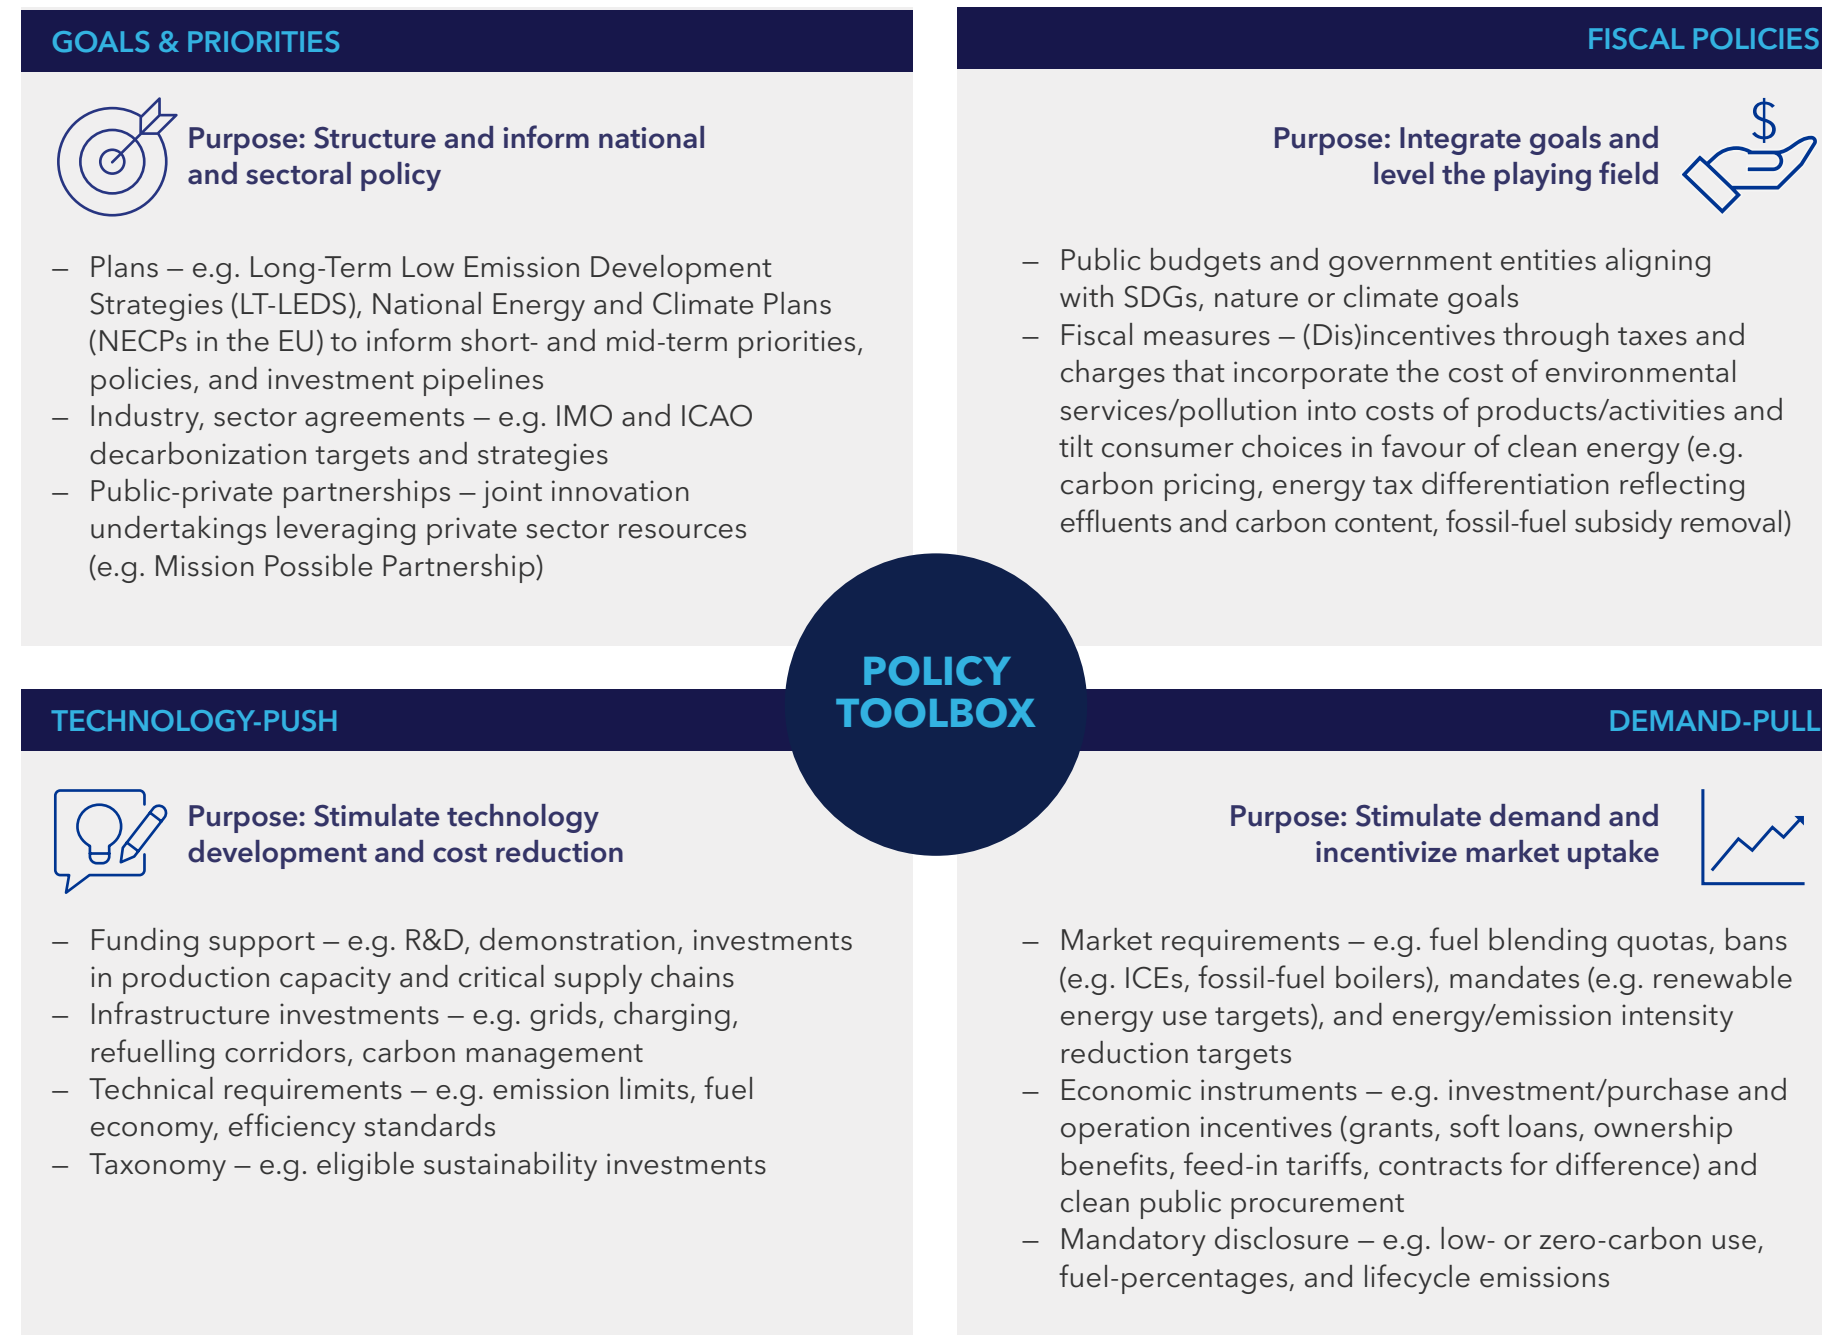 GOALS & PRIORITIES
Purpose: Structure and inform national
and sectoral policy
– Plans – e.g. Long-Term Low Emission Development
Strategies (LT-LEDS), National Energy and Climate Plans
(NECPs in the EU) to inform short- and mid-term priorities,
policies, and investment pipelines
– Industry, sector agreements – e.g. IMO and ICAO
decarbonization targets and strategies
– Public-private partnerships – joint innovation
undertakings leveraging private sector resources
(e.g. Mission Possible Partnership)
FISCAL POLICIES
$
Purpose: Integrate goals and
level the playing field
– Public budgets and government entities aligning
with SDGs, nature or climate goals
– Fiscal measures – (Dis)incentives through taxes and
charges that incorporate the cost of environmental
services/pollution into costs of products/activities and
tilt consumer choices in favour of clean energy (e.g.
carbon pricing, energy tax differentiation reflecting
effluents and carbon content, fossil-fuel subsidy removal)
POLICY
TOOLBOX
TECHNOLOGY-PUSH
Purpose: Stimulate technology
development and cost reduction
– Funding support – e.g. R&D, demonstration, investments
in production capacity and critical supply chains
– Infrastructure investments – e.g. grids, charging,
refuelling corridors, carbon management
– Technical requirements – e.g. emission limits, fuel
economy, efficiency standards
– Taxonomy – e.g. eligible sustainability investments
DEMAND-PULL
Purpose: Stimulate demand and
incentivize market uptake
– Market requirements – e.g. fuel blending quotas, bans
(e.g. ICEs, fossil-fuel boilers), mandates (e.g. renewable
energy use targets), and energy/emission intensity
reduction targets
– Economic instruments – e.g. investment/purchase and
operation incentives (grants, soft loans, ownership
benefits, feed-in tariffs, contracts for difference) and
clean public procurement
– Mandatory disclosure – e.g. low- or zero-carbon use,
fuel-percentages, and lifecycle emissions